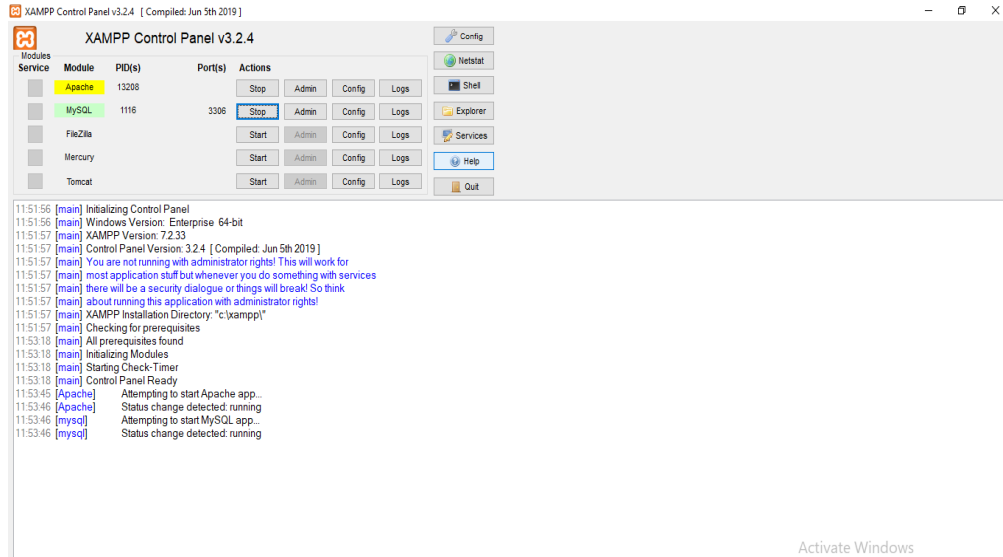 XAMPP Control Panel v3.2.4 [ Compiled: Jun 5th 2019 ]
XAMPP Control Panel v3.2.4
Config
Modules
Service Module PID(s) Port(s) Actions
Netstat
Apache 13208 Stop Admin Config Logs
Shell
MySQL 1116 3306 Stop Admin Config Logs
Explorer
FileZilla Start Admin Config Logs
Services
Mercury Start Admin Config Logs
Help
Tomcat Start Admin Config Logs
Quit
11:51:56 [main] Initializing Control Panel
11:51:56 [main] Windows Version: Enterprise 64-bit
11:51:57 [main] XAMPP Version: 7.2.33
11:51:57 [main] Control Panel Version: 3.2.4 [ Compiled: Jun 5th 2019 ]
11:51:57 [main] You are not running with administrator rights! This will work for
11:51:57 [main] most application stuff but whenever you do something with services
11:51:57 [main] there will be a security dialogue or things will break! So think
11:51:57 [main] about running this application with administrator rights!
11:51:57 [main] XAMPP Installation Directory: "c:\xampp\"
11:51:57 [main] Checking for prerequisites
11:53:18 [main] All prerequisites found
11:53:18 [main] Initializing Modules
11:53:18 [main] Starting Check-Timer
11:53:18 [main] Control Panel Ready
11:53:45 [Apache] Attempting to start Apache app...
11:53:46 [Apache] Status change detected: running
11:53:46 [mysql] Attempting to start MySQL app...
11:53:46 [mysql] Status change detected: running
Activate Windows